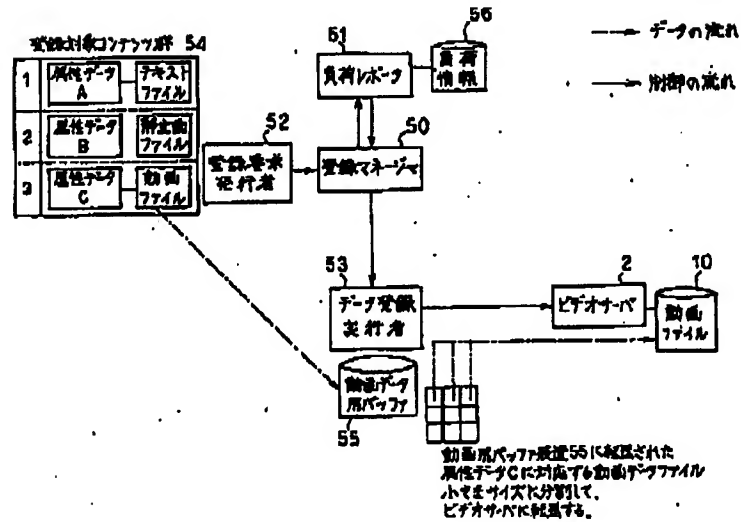 登録対象コンテンツ群 54
1
属性データ
A
テキスト
ファイル
2
属性データ
B
静止画
ファイル
3
属性データ
C
動画
ファイル
52
登録要求
発行者
51
負荷レポータ
56
負荷
情報
50
登録マネージャ
データの流れ
制御の流れ
53
データ登録
実行者
動画データ
用バッファ
55
2
ビデオサーバ
10
動画
ファイル
動画用バッファ装置55に転送された
属性データCに対応する動画データファイル
小さなサイズに分割して、
ビデオサーバに転送する。